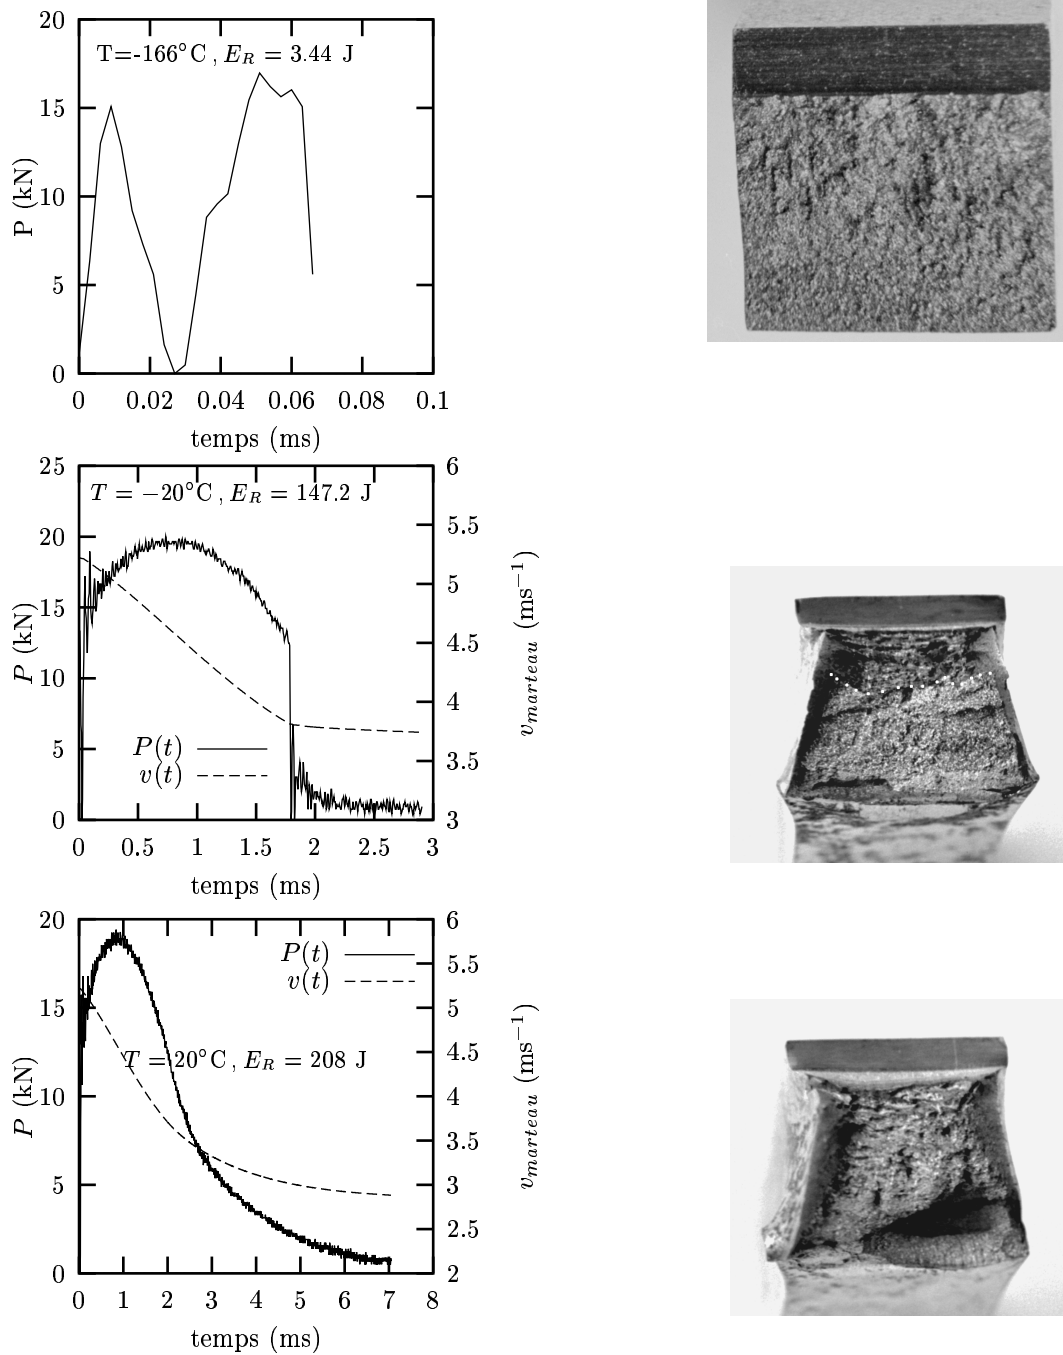 T=-166°C , E_R = 3.44 J
20
15
10
5
0
P (kN)
0 0.02 0.04 0.06 0.08 0.1
temps (ms)
T = −20°C , E_R = 147.2 J
25
20
15
10
5
0
P (kN)
6
5.5
5
4.5
4
3.5
3
v_marteau (ms⁻¹)
P(t)
v(t)
0 0.5 1 1.5 2 2.5 3
temps (ms)
20
15
10
5
0
P (kN)
6
5.5
5
4.5
4
3.5
3
2.5
2
v_marteau (ms⁻¹)
P(t)
v(t)
T = 20°C , E_R = 208 J
0 1 2 3 4 5 6 7 8
temps (ms)